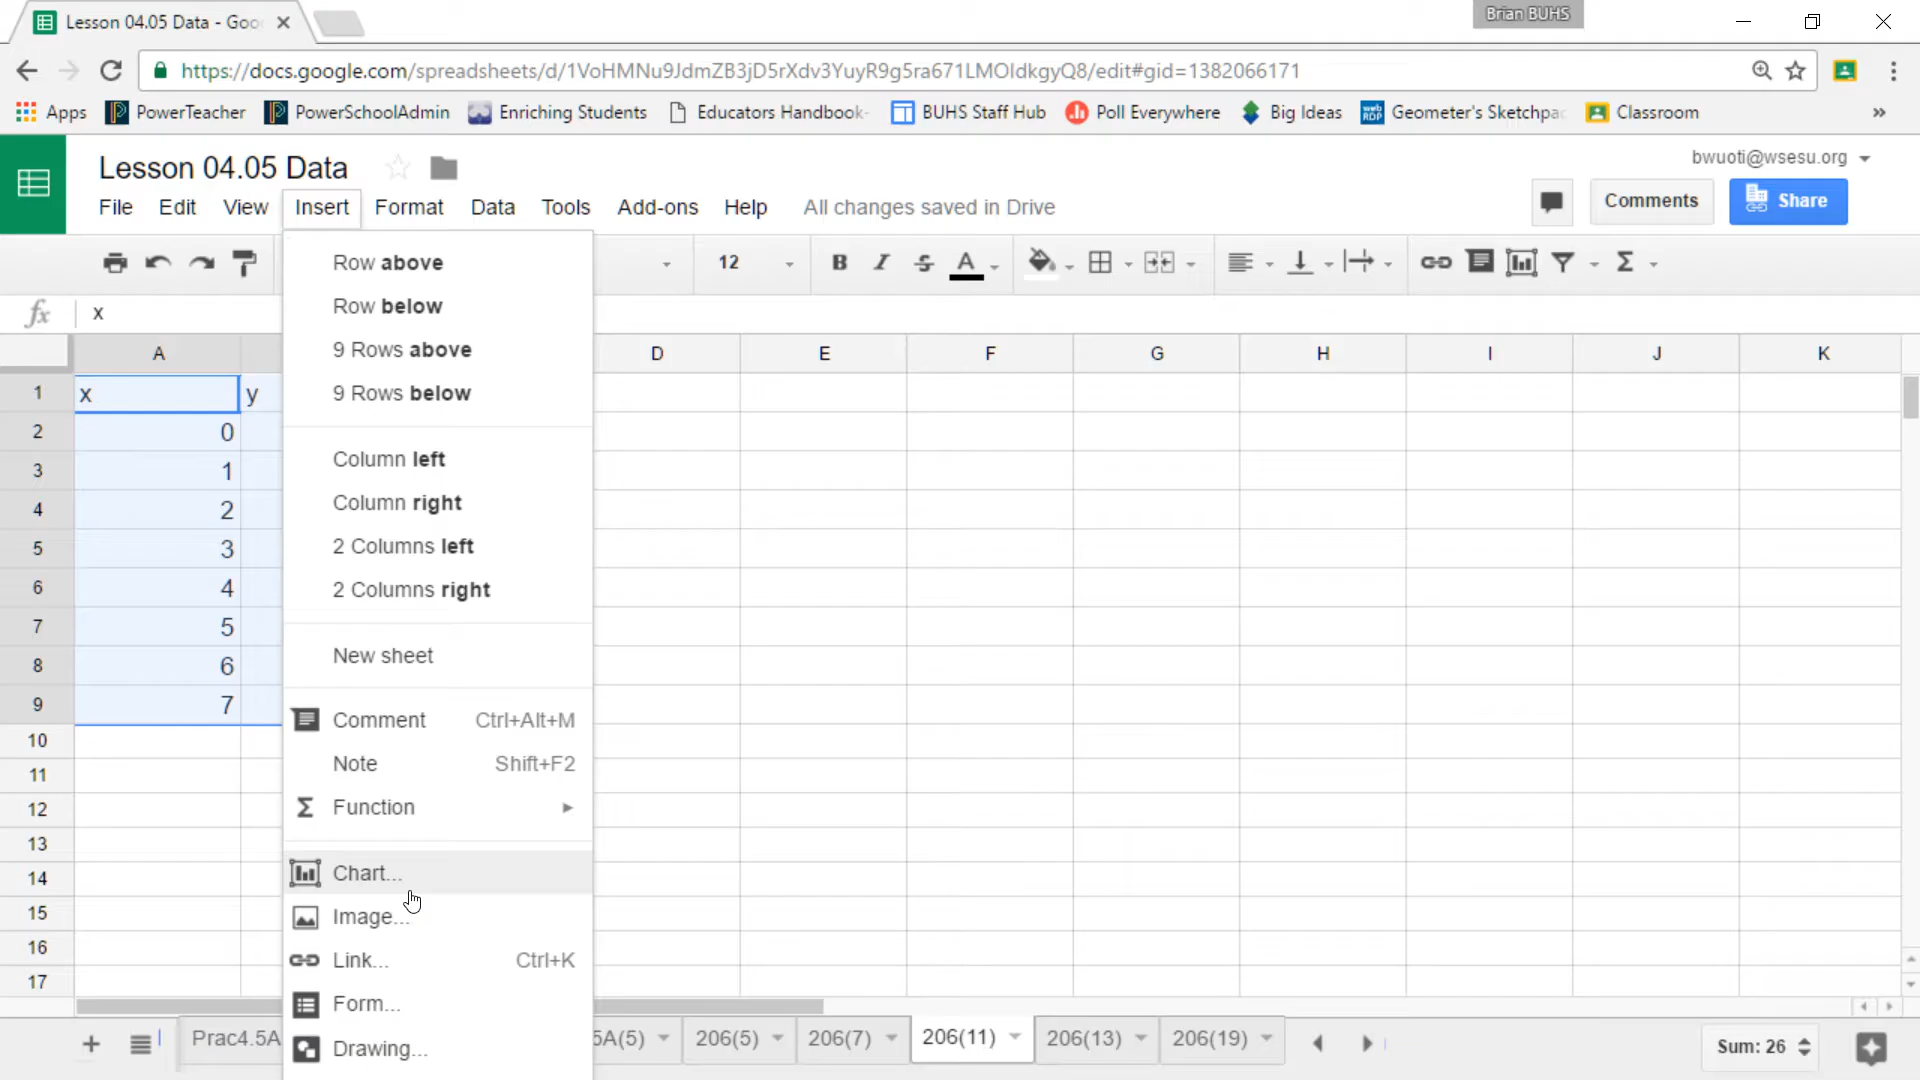 Lesson 04.05 Data - Goo
Brian BUHS
https://docs.google.com/spreadsheets/d/1VoHMNu9JdmZB3jD5rXdv3YuyR9g5ra671LMOIdkgyQ8/edit#gid=1382066171
Apps PowerTeacher PowerSchoolAdmin Enriching Students Educators Handbook- BUHS Staff Hub Poll Everywhere Big Ideas Geometer's Sketchpa Classroom »
Lesson 04.05 Data
bwuoti@wsesu.org
File Edit View Insert Format Data Tools Add-ons Help All changes saved in Drive
Comments Share
12 B I S A Σ
fx x
A D E F G H I J K
1 x y
2 0
3 1
4 2
5 3
6 4
7 5
8 6
9 7
10
11
12
13
14
15
16
17
Row above
Row below
9 Rows above
9 Rows below
Column left
Column right
2 Columns left
2 Columns right
New sheet
Comment Ctrl+Alt+M
Note Shift+F2
Σ Function
Chart...
Image...
Link... Ctrl+K
Form...
Drawing...
+ Prac4.5A 5A(5) 206(5) 206(7) 206(11) 206(13) 206(19) Sum: 26